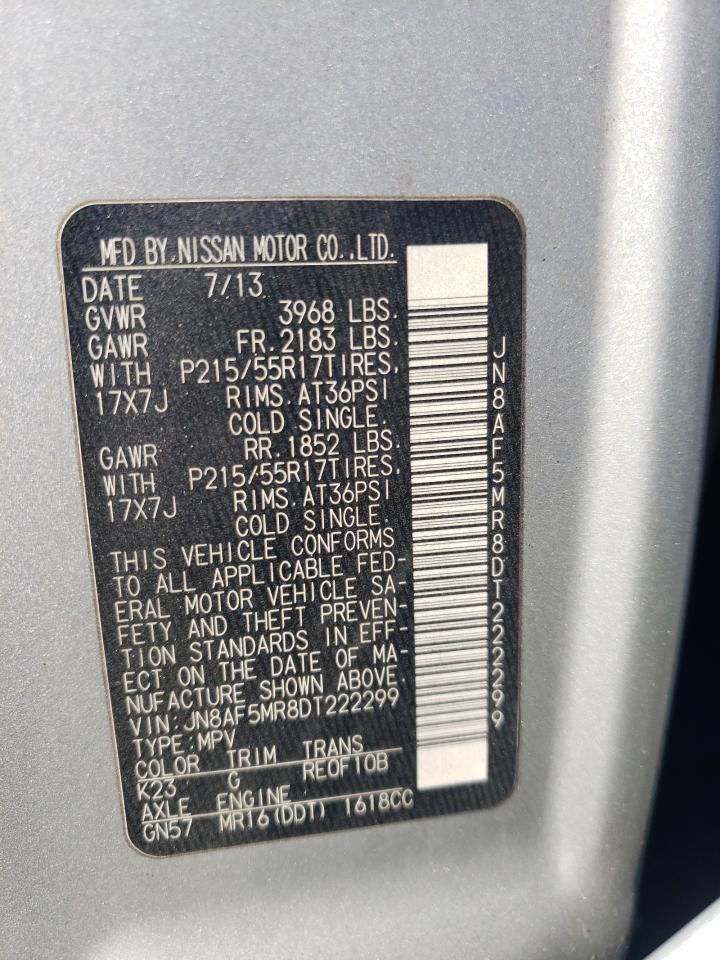 MFD BY.NISSAN MOTOR CO.,LTD.
DATE 7/13
GVWR 3968 LBS.
GAWR FR.2183 LBS.
WITH P215/55R17TIRES,
17X7J RIMS.AT36PSI
COLD SINGLE.
GAWR RR.1852 LBS.
WITH P215/55R17TIRES,
17X7J RIMS.AT36PSI
COLD SINGLE.
THIS VEHICLE CONFORMS
TO ALL APPLICABLE FED-
ERAL MOTOR VEHICLE SA-
FETY AND THEFT PREVEN-
TION STANDARDS IN EFF-
ECT ON THE DATE OF MA-
NUFACTURE SHOWN ABOVE.
VIN:JN8AF5MR8DT222299
TYPE:MPV
COLOR TRIM TRANS
K23 G RE0F10B
AXLE ENGINE
GN57 MR16(DDT) 1618CC
JN8AF5MR8DT222299